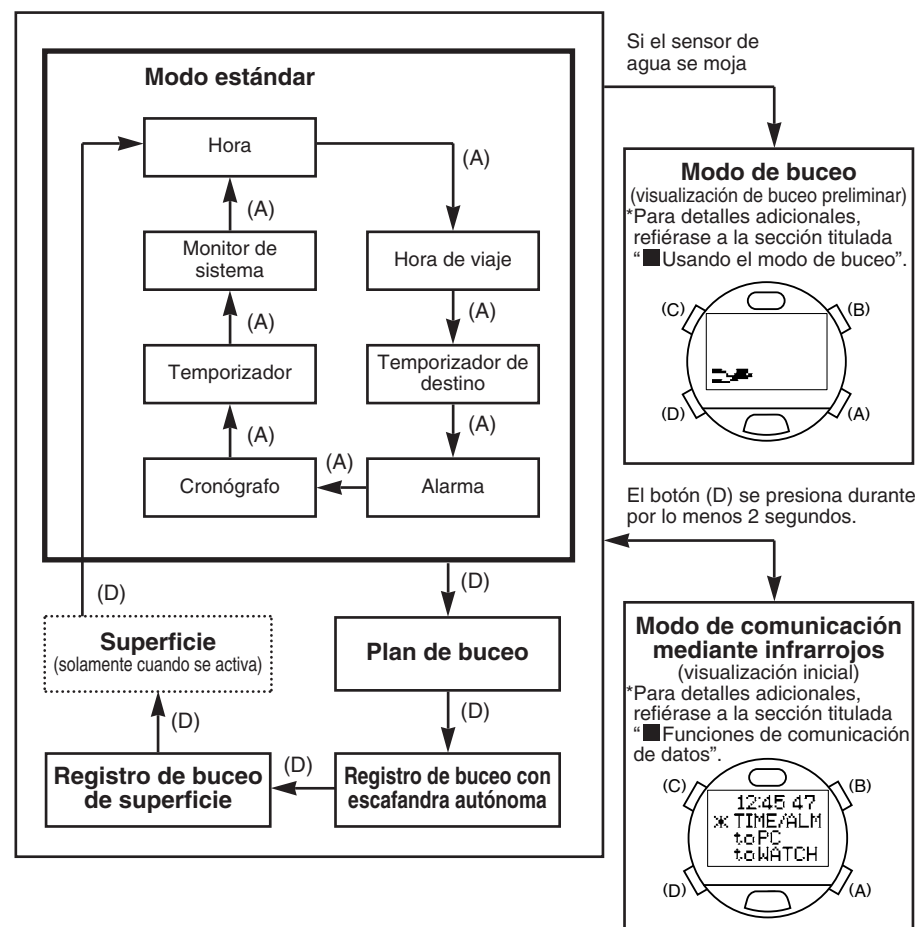 Modo estándar
Hora
(A)
(A)
Monitor de
sistema
Hora de viaje
(A)
(A)
Temporizador
Temporizador de
destino
(A)
(A)
Cronógrafo
(A)
Alarma
(D)
(D)
Superficie
(solamente cuando se activa)
Plan de buceo
(D)
(D)
Registro de buceo
de superficie
(D)
Registro de buceo con
escafandra autónoma
Si el sensor de
agua se moja
Modo de buceo
(visualización de buceo preliminar)
*Para detalles adicionales,
refiérase a la sección titulada
“■Usando el modo de buceo”.
(C)
(B)
(D)
(A)
El botón (D) se presiona durante
por lo menos 2 segundos.
Modo de comunicación
mediante infrarrojos
(visualización inicial)
*Para detalles adicionales,
refiérase a la sección titulada
“■Funciones de comunicación
de datos”.
(C)
(B)
12:45 47
* TIME/ALM
to PC
to WATCH
(D)
(A)